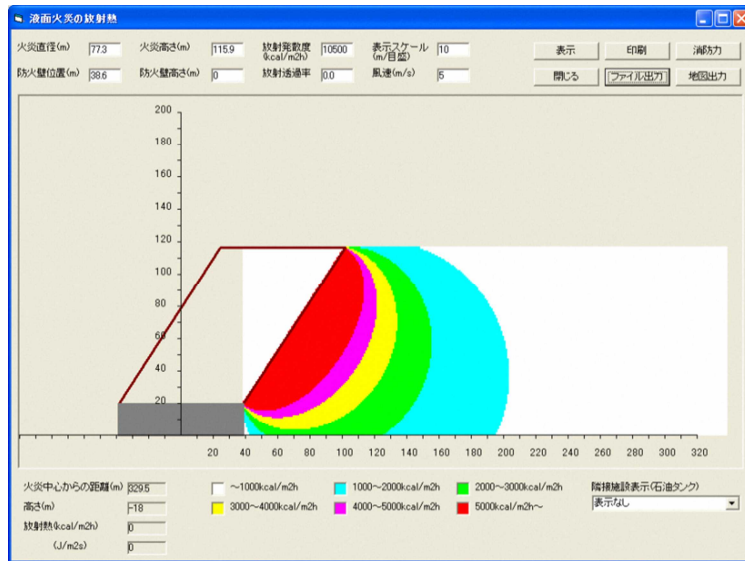 液面火災の放射熱
火炎直径(m) 77.3 火炎高さ(m) 115.9 放射発散度(kcal/m2h) 10500 表示スケール(m/目盛) 10 表示 印刷 消防力
防火壁位置(m) 38.6 防火壁高さ(m) 0 放射透過率 0.0 風速(m/s) 5 閉じる ファイル出力 地図出力
200
180
160
140
120
100
80
60
40
20
20 40 60 80 100 120 140 160 180 200 220 240 260 280 300 320
火炎中心からの距離(m) 329.5 ～1000kcal/m2h 1000～2000kcal/m2h 2000～3000kcal/m2h 隣接施設表示(石油タンク)
高さ(m) -18 3000～4000kcal/m2h 4000～5000kcal/m2h 5000kcal/m2h～ 表示なし
放射熱(kcal/m2h) 0
(J/m2s) 0